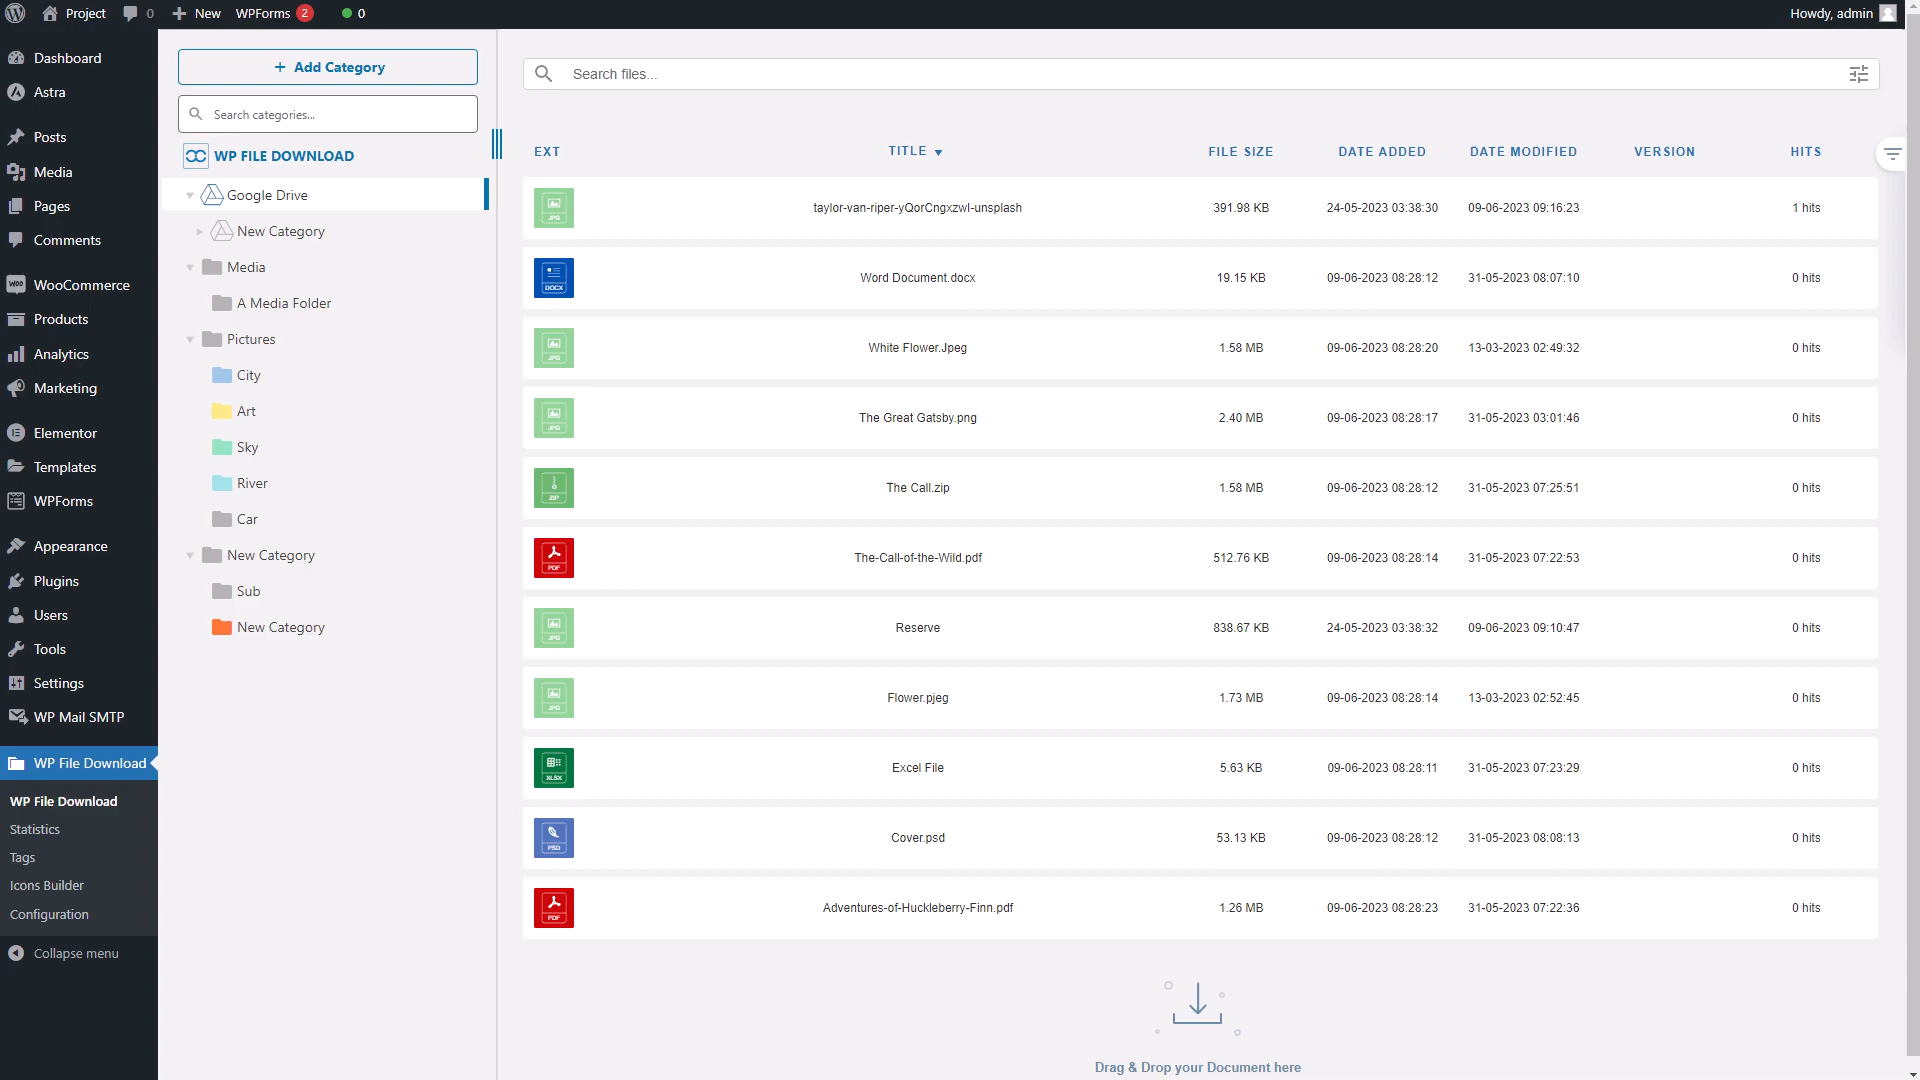 Project 0 New WPForms 2 0 Howdy, admin
Dashboard
Astra
Posts
Media
Pages
Comments
WooCommerce
Products
Analytics
Marketing
Elementor
Templates
WPForms
Appearance
Plugins
Users
Tools
Settings
WP Mail SMTP
WP File Download
WP File Download
Statistics
Tags
Icons Builder
Configuration
Collapse menu
+ Add Category
Search categories...
WP FILE DOWNLOAD
Google Drive
New Category
Media
A Media Folder
Pictures
City
Art
Sky
River
Car
New Category
Sub
New Category
Search files...
EXT TITLE FILE SIZE DATE ADDED DATE MODIFIED VERSION HITS
JPG taylor-van-riper-yQorCngxzwI-unsplash 391.98 KB 24-05-2023 03:38:30 09-06-2023 09:16:23 1 hits
DOCX Word Document.docx 19.15 KB 09-06-2023 08:28:12 31-05-2023 08:07:10 0 hits
JPG White Flower.Jpeg 1.58 MB 09-06-2023 08:28:20 13-03-2023 02:49:32 0 hits
JPG The Great Gatsby.png 2.40 MB 09-06-2023 08:28:17 31-05-2023 03:01:46 0 hits
ZIP The Call.zip 1.58 MB 09-06-2023 08:28:12 31-05-2023 07:25:51 0 hits
PDF The-Call-of-the-Wild.pdf 512.76 KB 09-06-2023 08:28:14 31-05-2023 07:22:53 0 hits
JPG Reserve 838.67 KB 24-05-2023 03:38:32 09-06-2023 09:10:47 0 hits
JPG Flower.pjeg 1.73 MB 09-06-2023 08:28:14 13-03-2023 02:52:45 0 hits
XLSX Excel File 5.63 KB 09-06-2023 08:28:11 31-05-2023 07:23:29 0 hits
PSD Cover.psd 53.13 KB 09-06-2023 08:28:12 31-05-2023 08:08:13 0 hits
PDF Adventures-of-Huckleberry-Finn.pdf 1.26 MB 09-06-2023 08:28:23 31-05-2023 07:22:36 0 hits
Drag & Drop your Document here